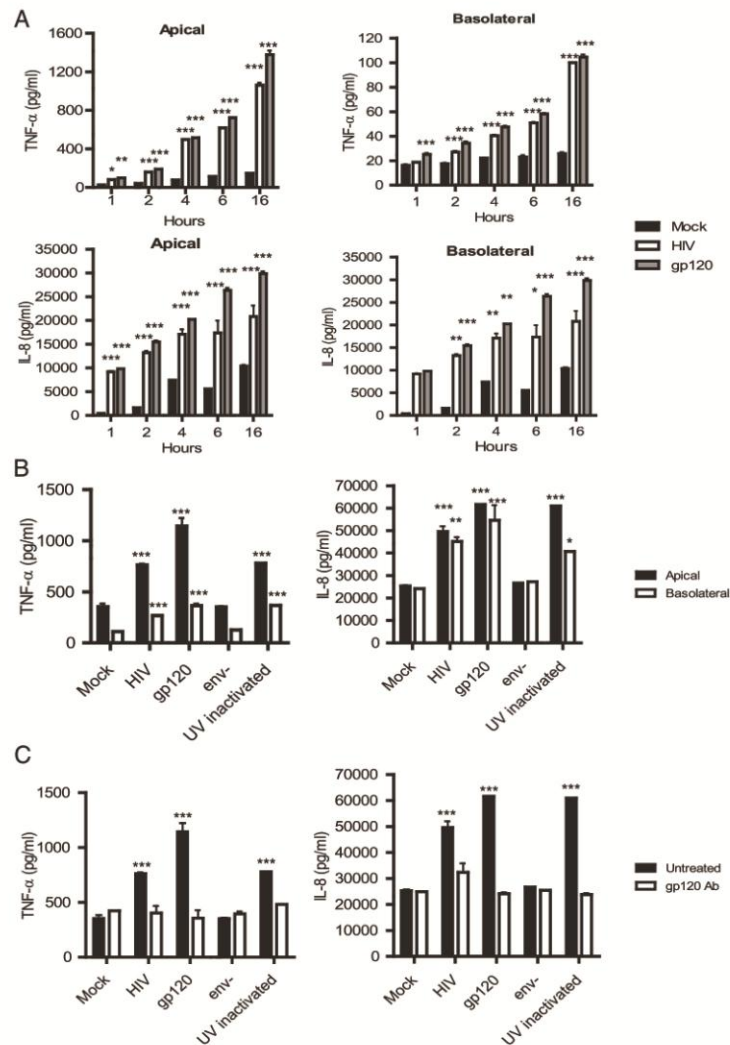 A
Apical
TNF-α (pg/ml)
1600
1200
800
400
0
* ** *** *** *** *** *** *** *** ***
1 2 4 6 16
Hours
Basolateral
TNF-α (pg/ml)
120
100
80
60
40
20
0
*** *** *** *** *** *** *** *** ***
1 2 4 6 16
Hours
Apical
IL-8 (pg/ml)
35000
30000
25000
20000
15000
10000
5000
0
*** *** *** *** *** *** *** *** *** ***
1 2 4 6 16
Hours
Basolateral
IL-8 (pg/ml)
35000
30000
25000
20000
15000
10000
5000
0
** *** ** ** * *** *** ***
1 2 4 6 16
Hours
Mock
HIV
gp120
B
TNF-α (pg/ml)
1500
1000
500
0
*** *** *** *** *** ***
Mock HIV gp120 env- UV inactivated
IL-8 (pg/ml)
70000
60000
50000
40000
30000
20000
10000
0
*** ** *** *** *** *
Mock HIV gp120 env- UV inactivated
Apical
Basolateral
C
TNF-α (pg/ml)
1500
1000
500
0
*** *** ***
Mock HIV gp120 env- UV inactivated
IL-8 (pg/ml)
70000
60000
50000
40000
30000
20000
10000
0
*** *** ***
Mock HIV gp120 env- UV inactivated
Untreated
gp120 Ab